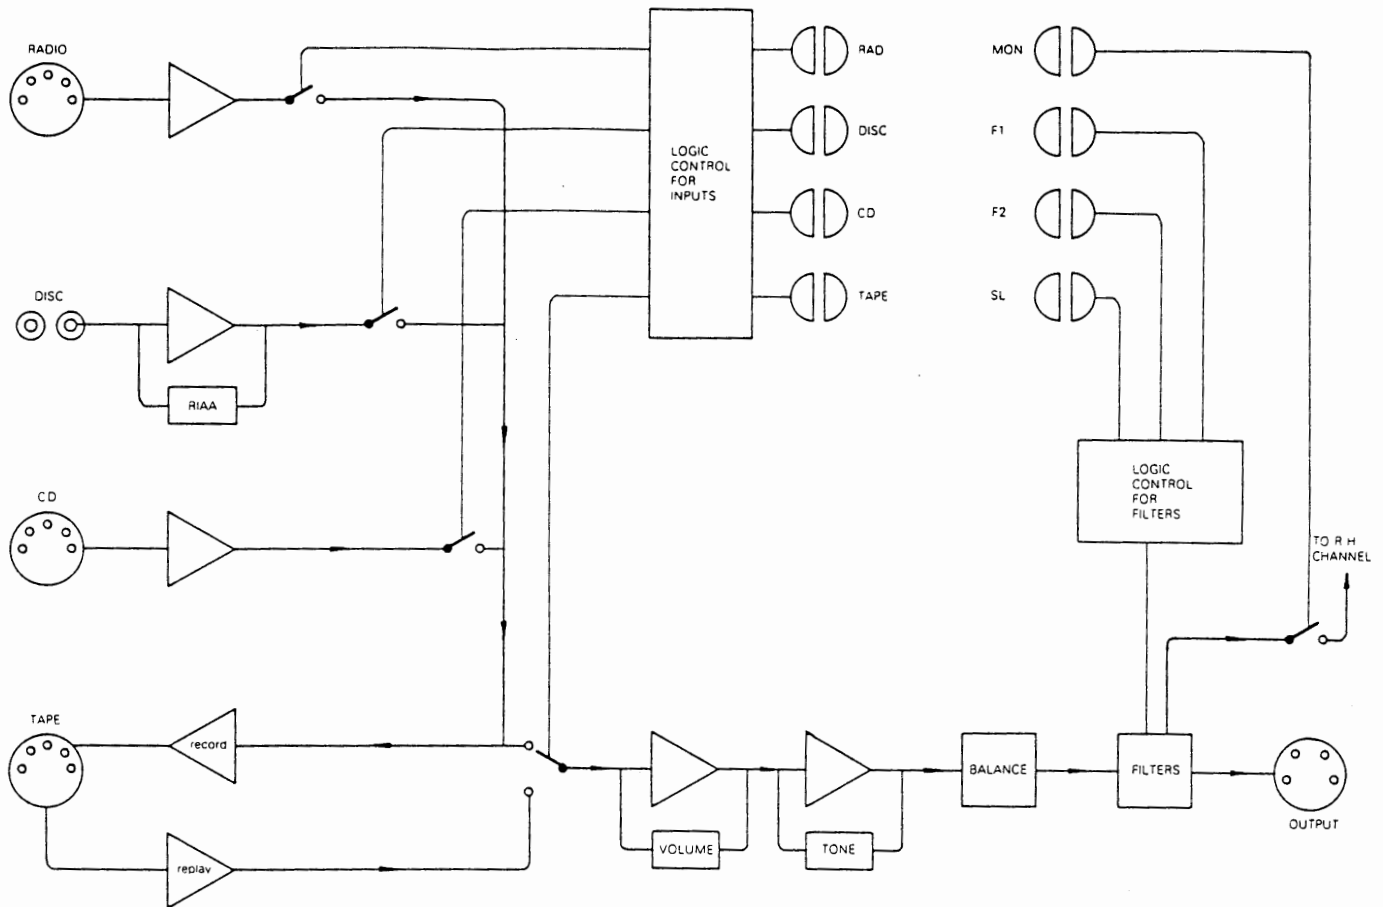 RADIO
RAD
MON
DISC
F1
LOGIC
CONTROL
FOR
INPUTS
CD
F2
TAPE
SL
DISC
RIAA
LOGIC
CONTROL
FOR
FILTERS
CD
TO R H
CHANNEL
TAPE
record
BALANCE
FILTERS
OUTPUT
VOLUME
TONE
replay